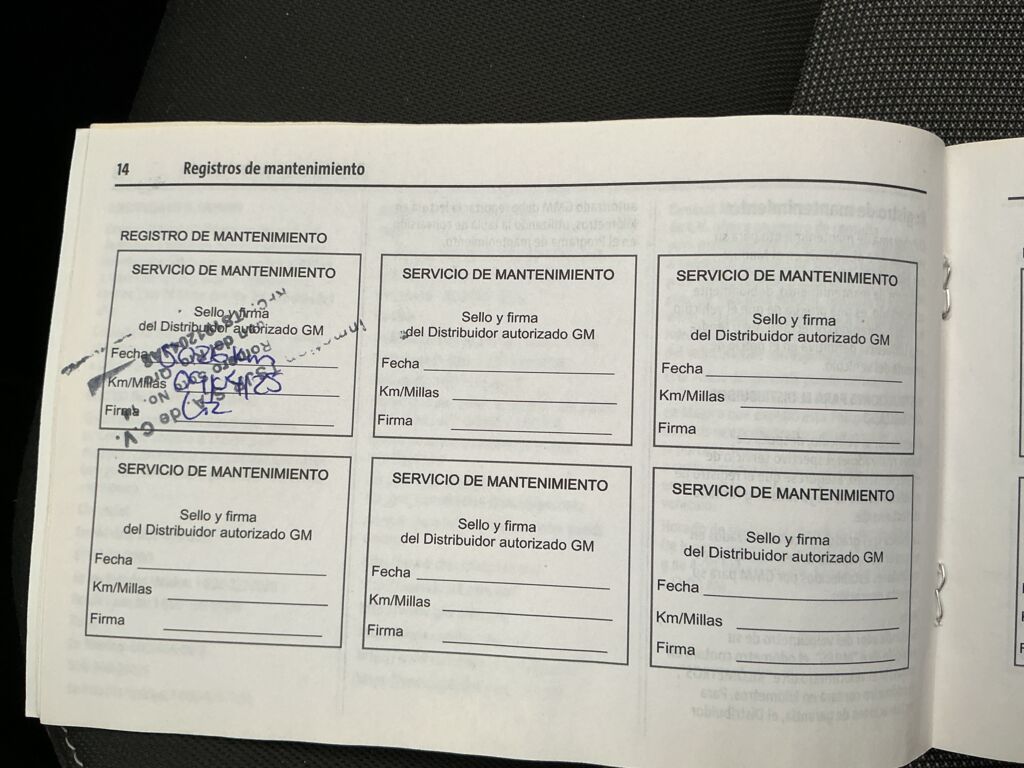 14 Registros de mantenimiento
REGISTRO DE MANTENIMIENTO
SERVICIO DE MANTENIMIENTO
Sello y firma
del Distribuidor autorizado GM
Fecha
Km/Millas
Firma
de C.V.
SERVICIO DE MANTENIMIENTO
Sello y firma
del Distribuidor autorizado GM
Fecha
Km/Millas
Firma
SERVICIO DE MANTENIMIENTO
Sello y firma
del Distribuidor autorizado GM
Fecha
Km/Millas
Firma
SERVICIO DE MANTENIMIENTO
Sello y firma
del Distribuidor autorizado GM
Fecha
Km/Millas
Firma
SERVICIO DE MANTENIMIENTO
Sello y firma
del Distribuidor autorizado GM
Fecha
Km/Millas
Firma
SERVICIO DE MANTENIMIENTO
Sello y firma
del Distribuidor autorizado GM
Fecha
Km/Millas
Firma